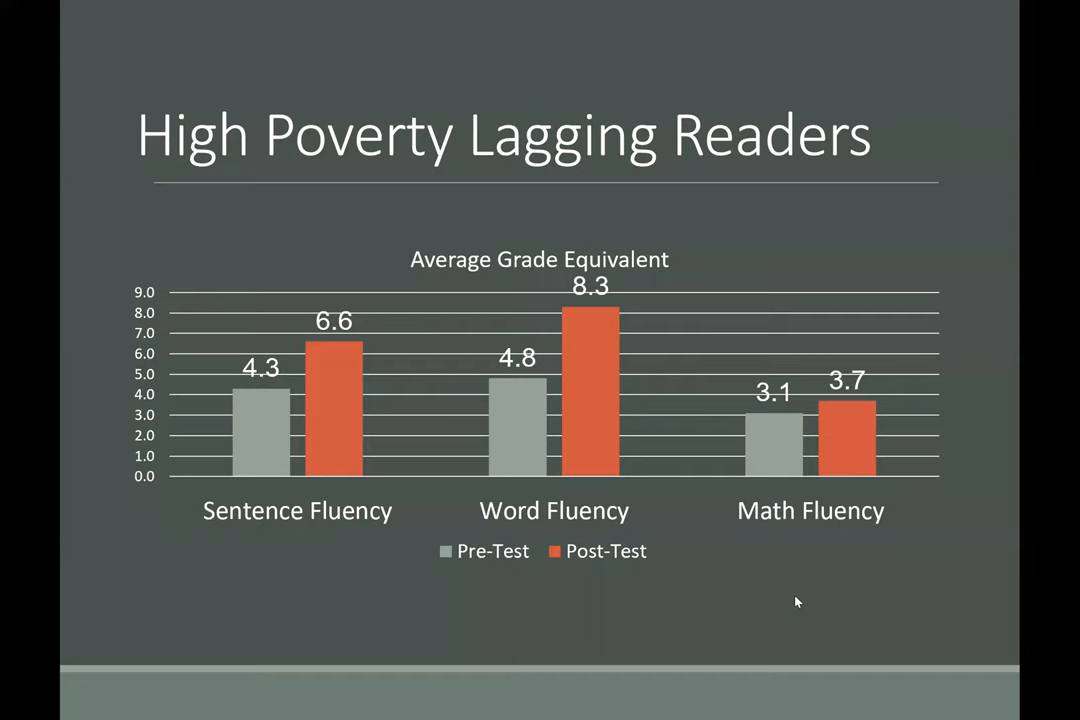 High Poverty Lagging Readers
Average Grade Equivalent
9.0
8.0
7.0
6.0
5.0
4.0
3.0
2.0
1.0
0.0
4.3
6.6
4.8
8.3
3.1
3.7
Sentence Fluency
Word Fluency
Math Fluency
Pre-Test
Post-Test